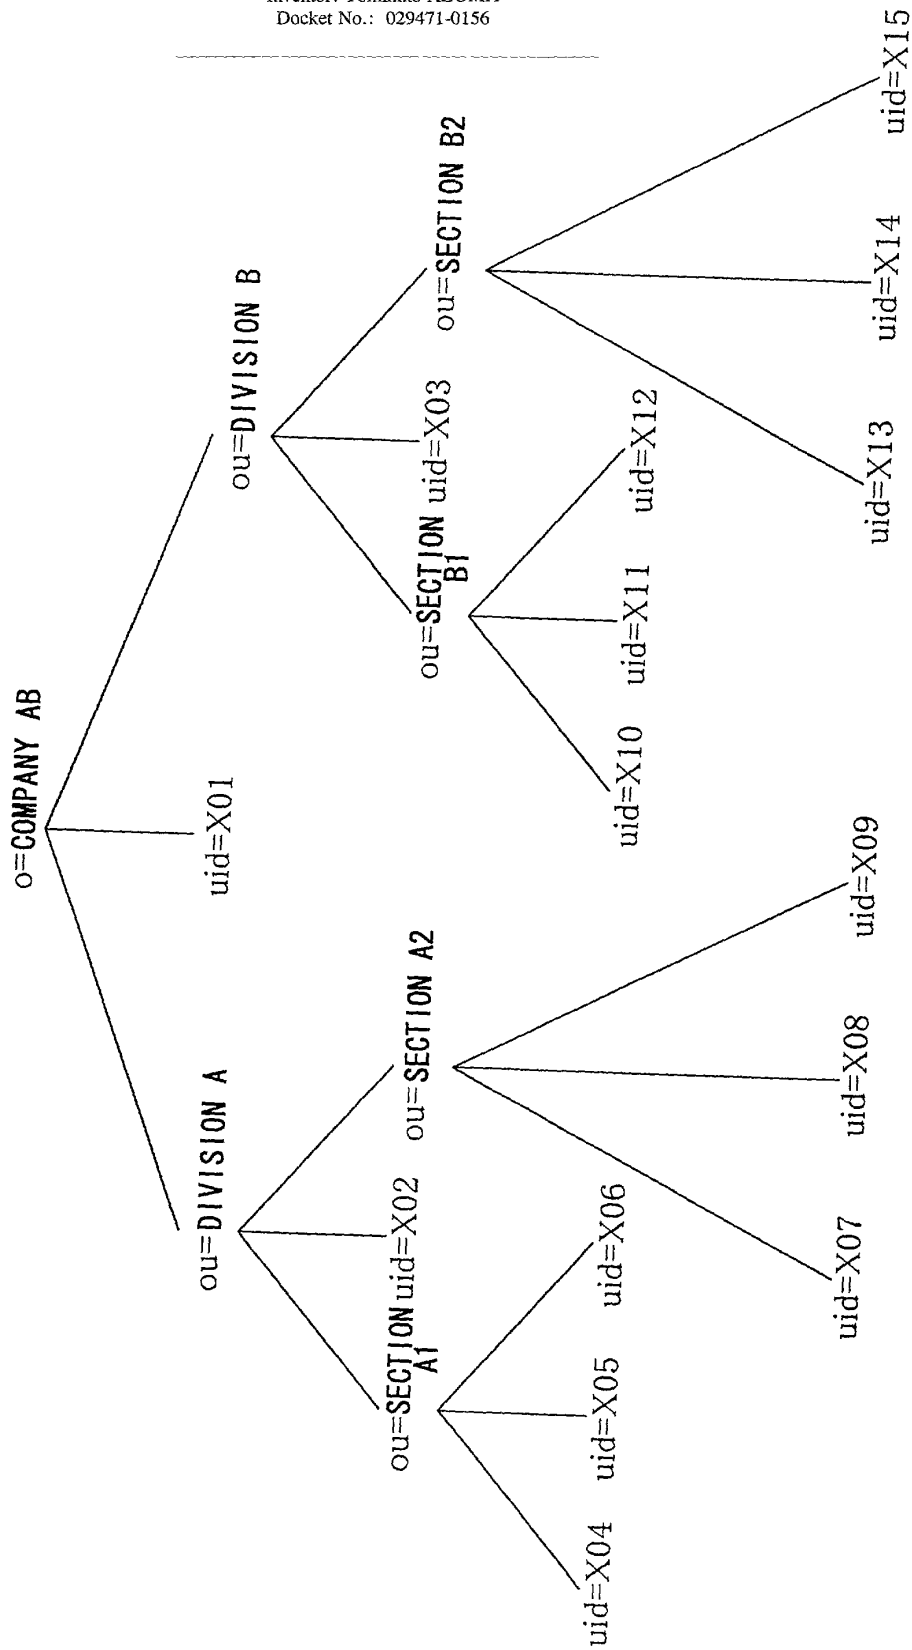 Docket No.: 029471-0156
o=COMPANY AB
ou=DIVISION A
uid=X01
ou=DIVISION B
ou=SECTION
A1
uid=X02
ou=SECTION A2
ou=SECTION
B1
uid=X03
ou=SECTION B2
uid=X04
uid=X05
uid=X06
uid=X10
uid=X11
uid=X12
uid=X07
uid=X08
uid=X09
uid=X13
uid=X14
uid=X15